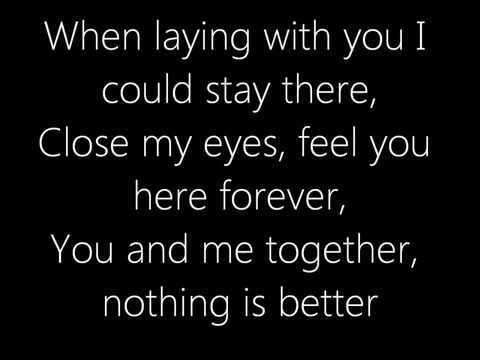 When laying with you I
could stay there,
Close my eyes, feel you
here forever,
You and me together,
nothing is better